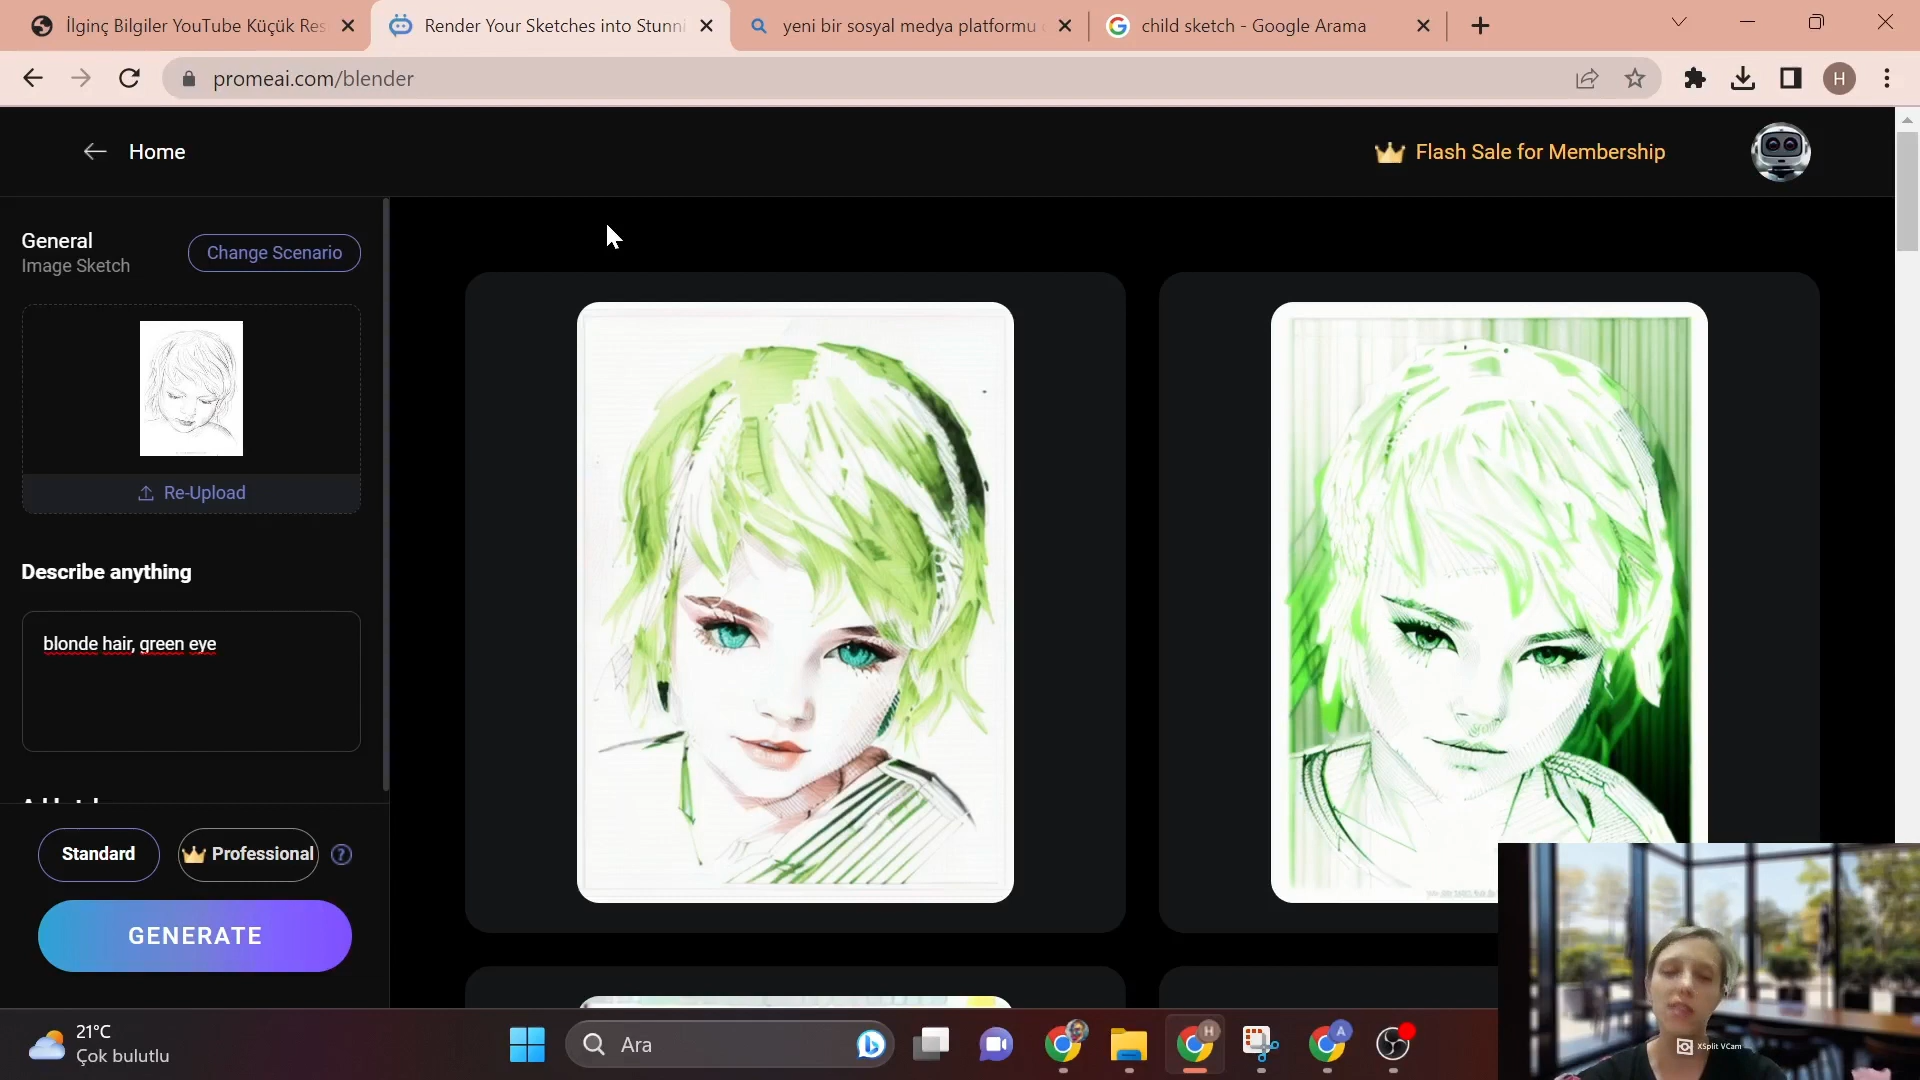 İlginç Bilgiler YouTube Küçük Res
Render Your Sketches into Stunni
yeni bir sosyal medya platformu
child sketch - Google Arama
promeai.com/blender
H
Home
Flash Sale for Membership
General
Image Sketch
Change Scenario
Re-Upload
Describe anything
blonde hair, green eye
Standard
Professional
?
GENERATE
XSplit VCam
21°C
Çok bulutlu
Ara
H
A